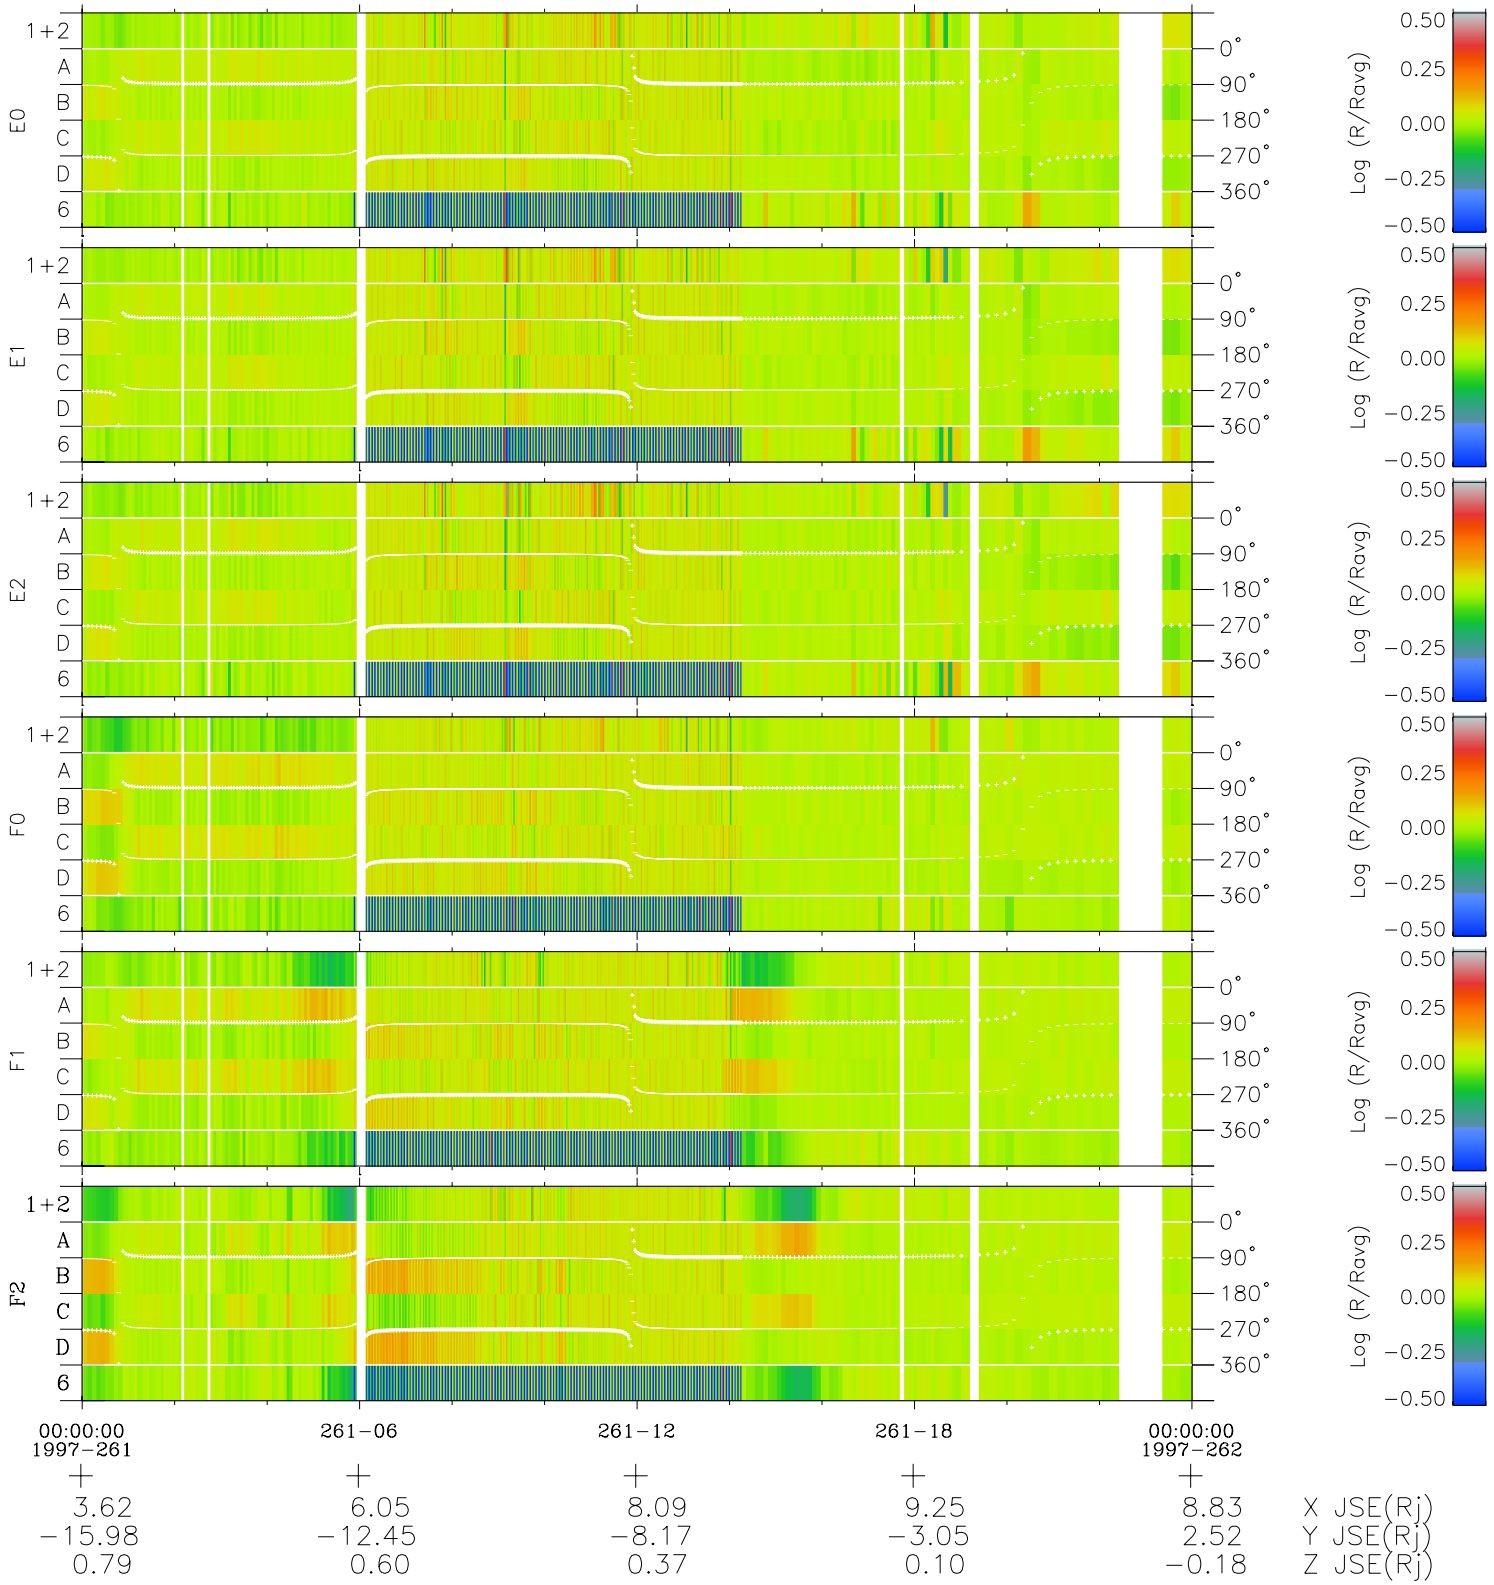 E0
1+2
A
B
C
D
6
0°
90°
180°
270°
360°
Log (R/Ravg)
0.50
0.25
0.00
−0.25
−0.50
E1
1+2
A
B
C
D
6
0°
90°
180°
270°
360°
Log (R/Ravg)
0.50
0.25
0.00
−0.25
−0.50
E2
1+2
A
B
C
D
6
0°
90°
180°
270°
360°
Log (R/Ravg)
0.50
0.25
0.00
−0.25
−0.50
F0
1+2
A
B
C
D
6
0°
90°
180°
270°
360°
Log (R/Ravg)
0.50
0.25
0.00
−0.25
−0.50
F1
1+2
A
B
C
D
6
0°
90°
180°
270°
360°
Log (R/Ravg)
0.50
0.25
0.00
−0.25
−0.50
F2
1+2
A
B
C
D
6
0°
90°
180°
270°
360°
Log (R/Ravg)
0.50
0.25
0.00
−0.25
−0.50
00:00:00 261−06 261−12 261−18 00:00:00
1997−261 1997−262
3.62 6.05 8.09 9.25 8.83 X JSE(Rj)
−15.98 −12.45 −8.17 −3.05 2.52 Y JSE(Rj)
0.79 0.60 0.37 0.10 −0.18 Z JSE(Rj)